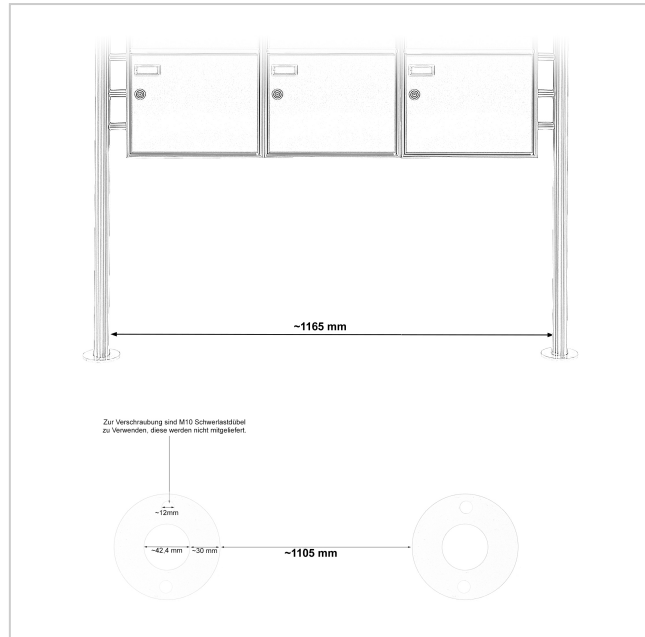 ~1165 mm
Zur Verschraubung sind M10 Schwerlastdübel
zu Verwenden, diese werden nicht mitgeliefert.
~12mm
~42,4 mm
~30 mm
~1105 mm